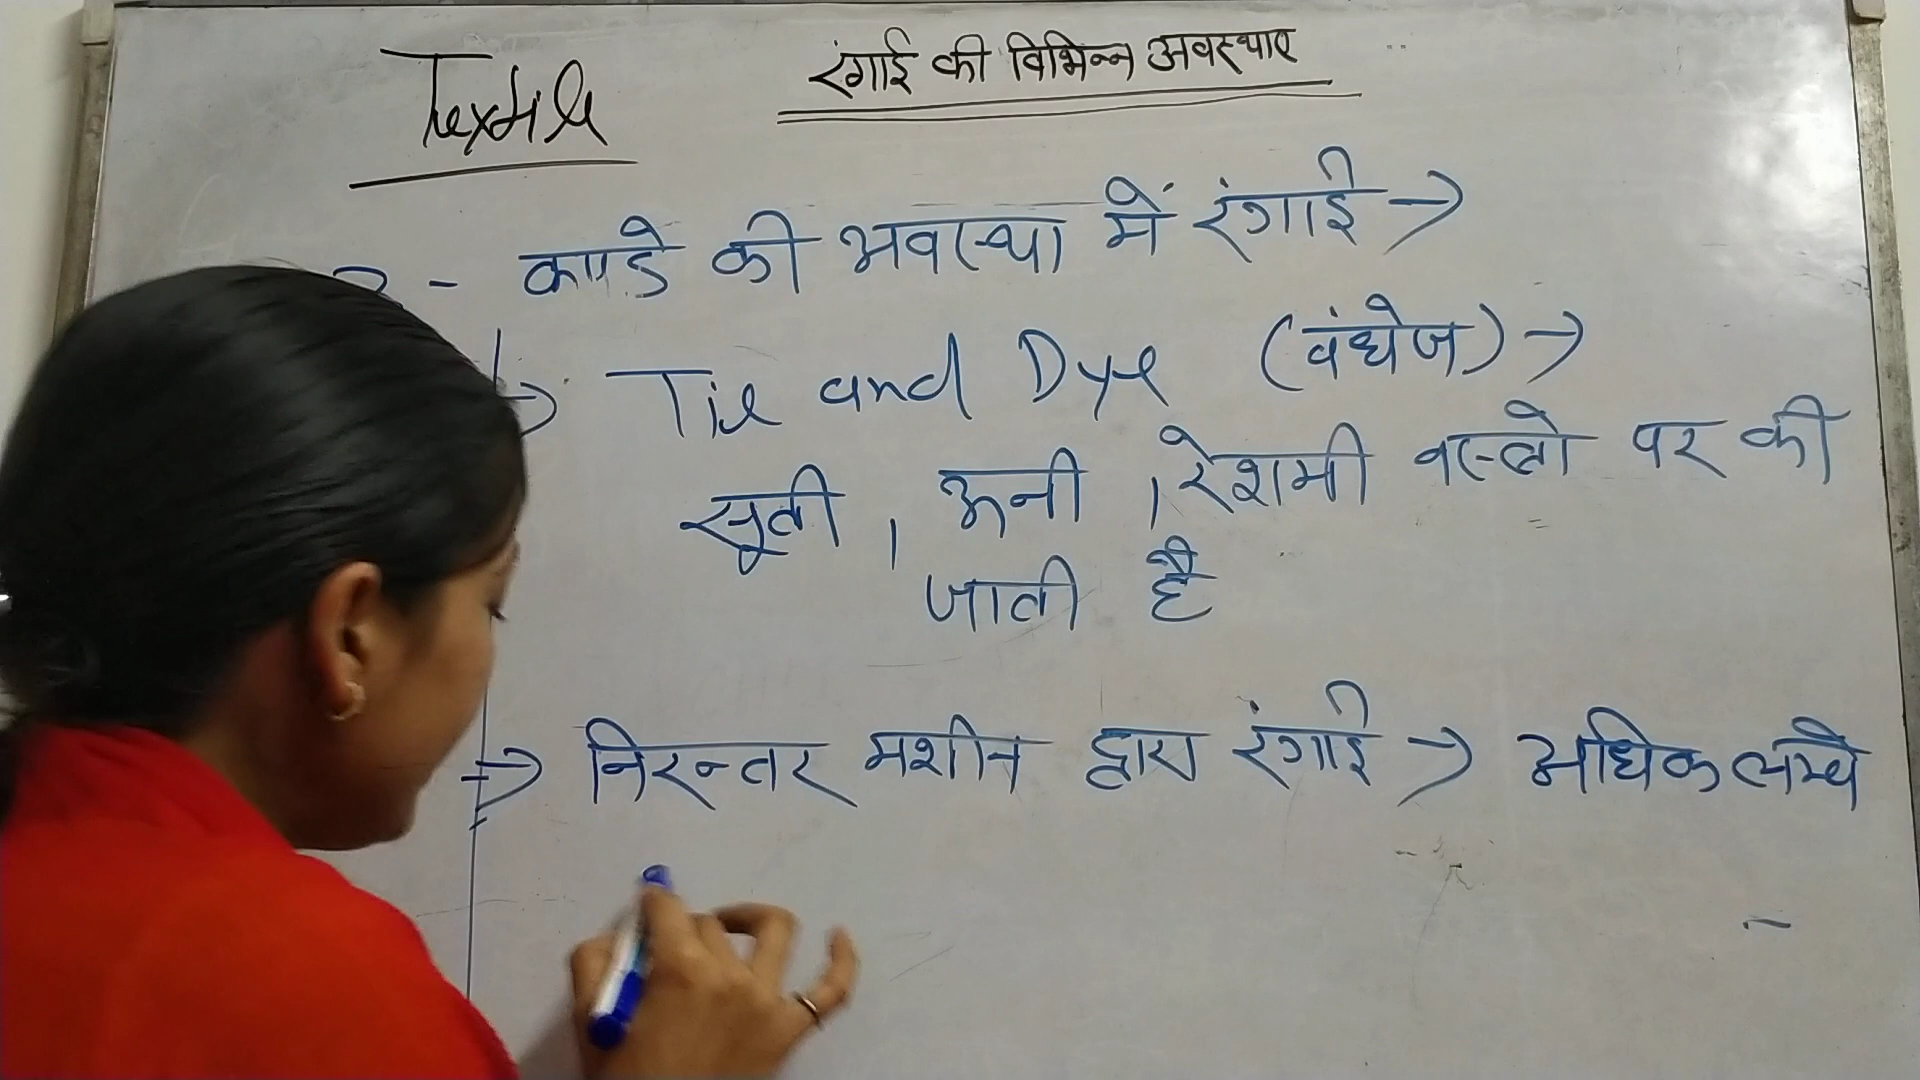 Textile
रंगाई की विभिन्न अवस्थाए
- कपडे की अवस्था में रंगाई →
→ Tie and Dye (बंधेज) →
सूती, ऊनी, रेशमी वस्त्रो पर की
जाती है
→ निरन्तर मशीन द्वारा रंगाई → अधिक लम्बे